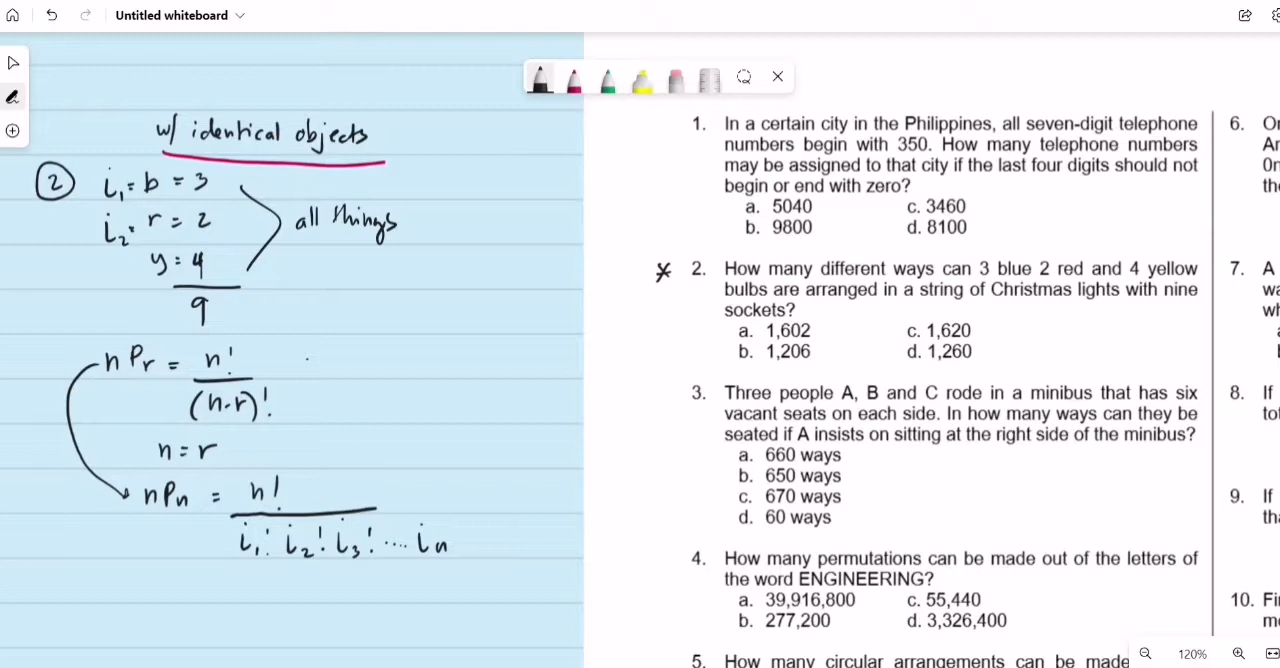 Untitled whiteboard
w/ identical objects
2 i₁ = b = 3
i₂ = r = 2
y = 4
all things
9
nPr = n!
(n-r)!
n = r
nPn = n!
i₁! i₂! i₃! .... in
1. In a certain city in the Philippines, all seven-digit telephone
numbers begin with 350. How many telephone numbers
may be assigned to that city if the last four digits should not
begin or end with zero?
a. 5040 c. 3460
b. 9800 d. 8100
* 2. How many different ways can 3 blue 2 red and 4 yellow
bulbs are arranged in a string of Christmas lights with nine
sockets?
a. 1,602 c. 1,620
b. 1,206 d. 1,260
3. Three people A, B and C rode in a minibus that has six
vacant seats on each side. In how many ways can they be
seated if A insists on sitting at the right side of the minibus?
a. 660 ways
b. 650 ways
c. 670 ways
d. 60 ways
4. How many permutations can be made out of the letters of
the word ENGINEERING?
a. 39,916,800 c. 55,440
b. 277,200 d. 3,326,400
5. How many circular arrangements can be made
6.
7. A
8. If
9. If
10.
120%